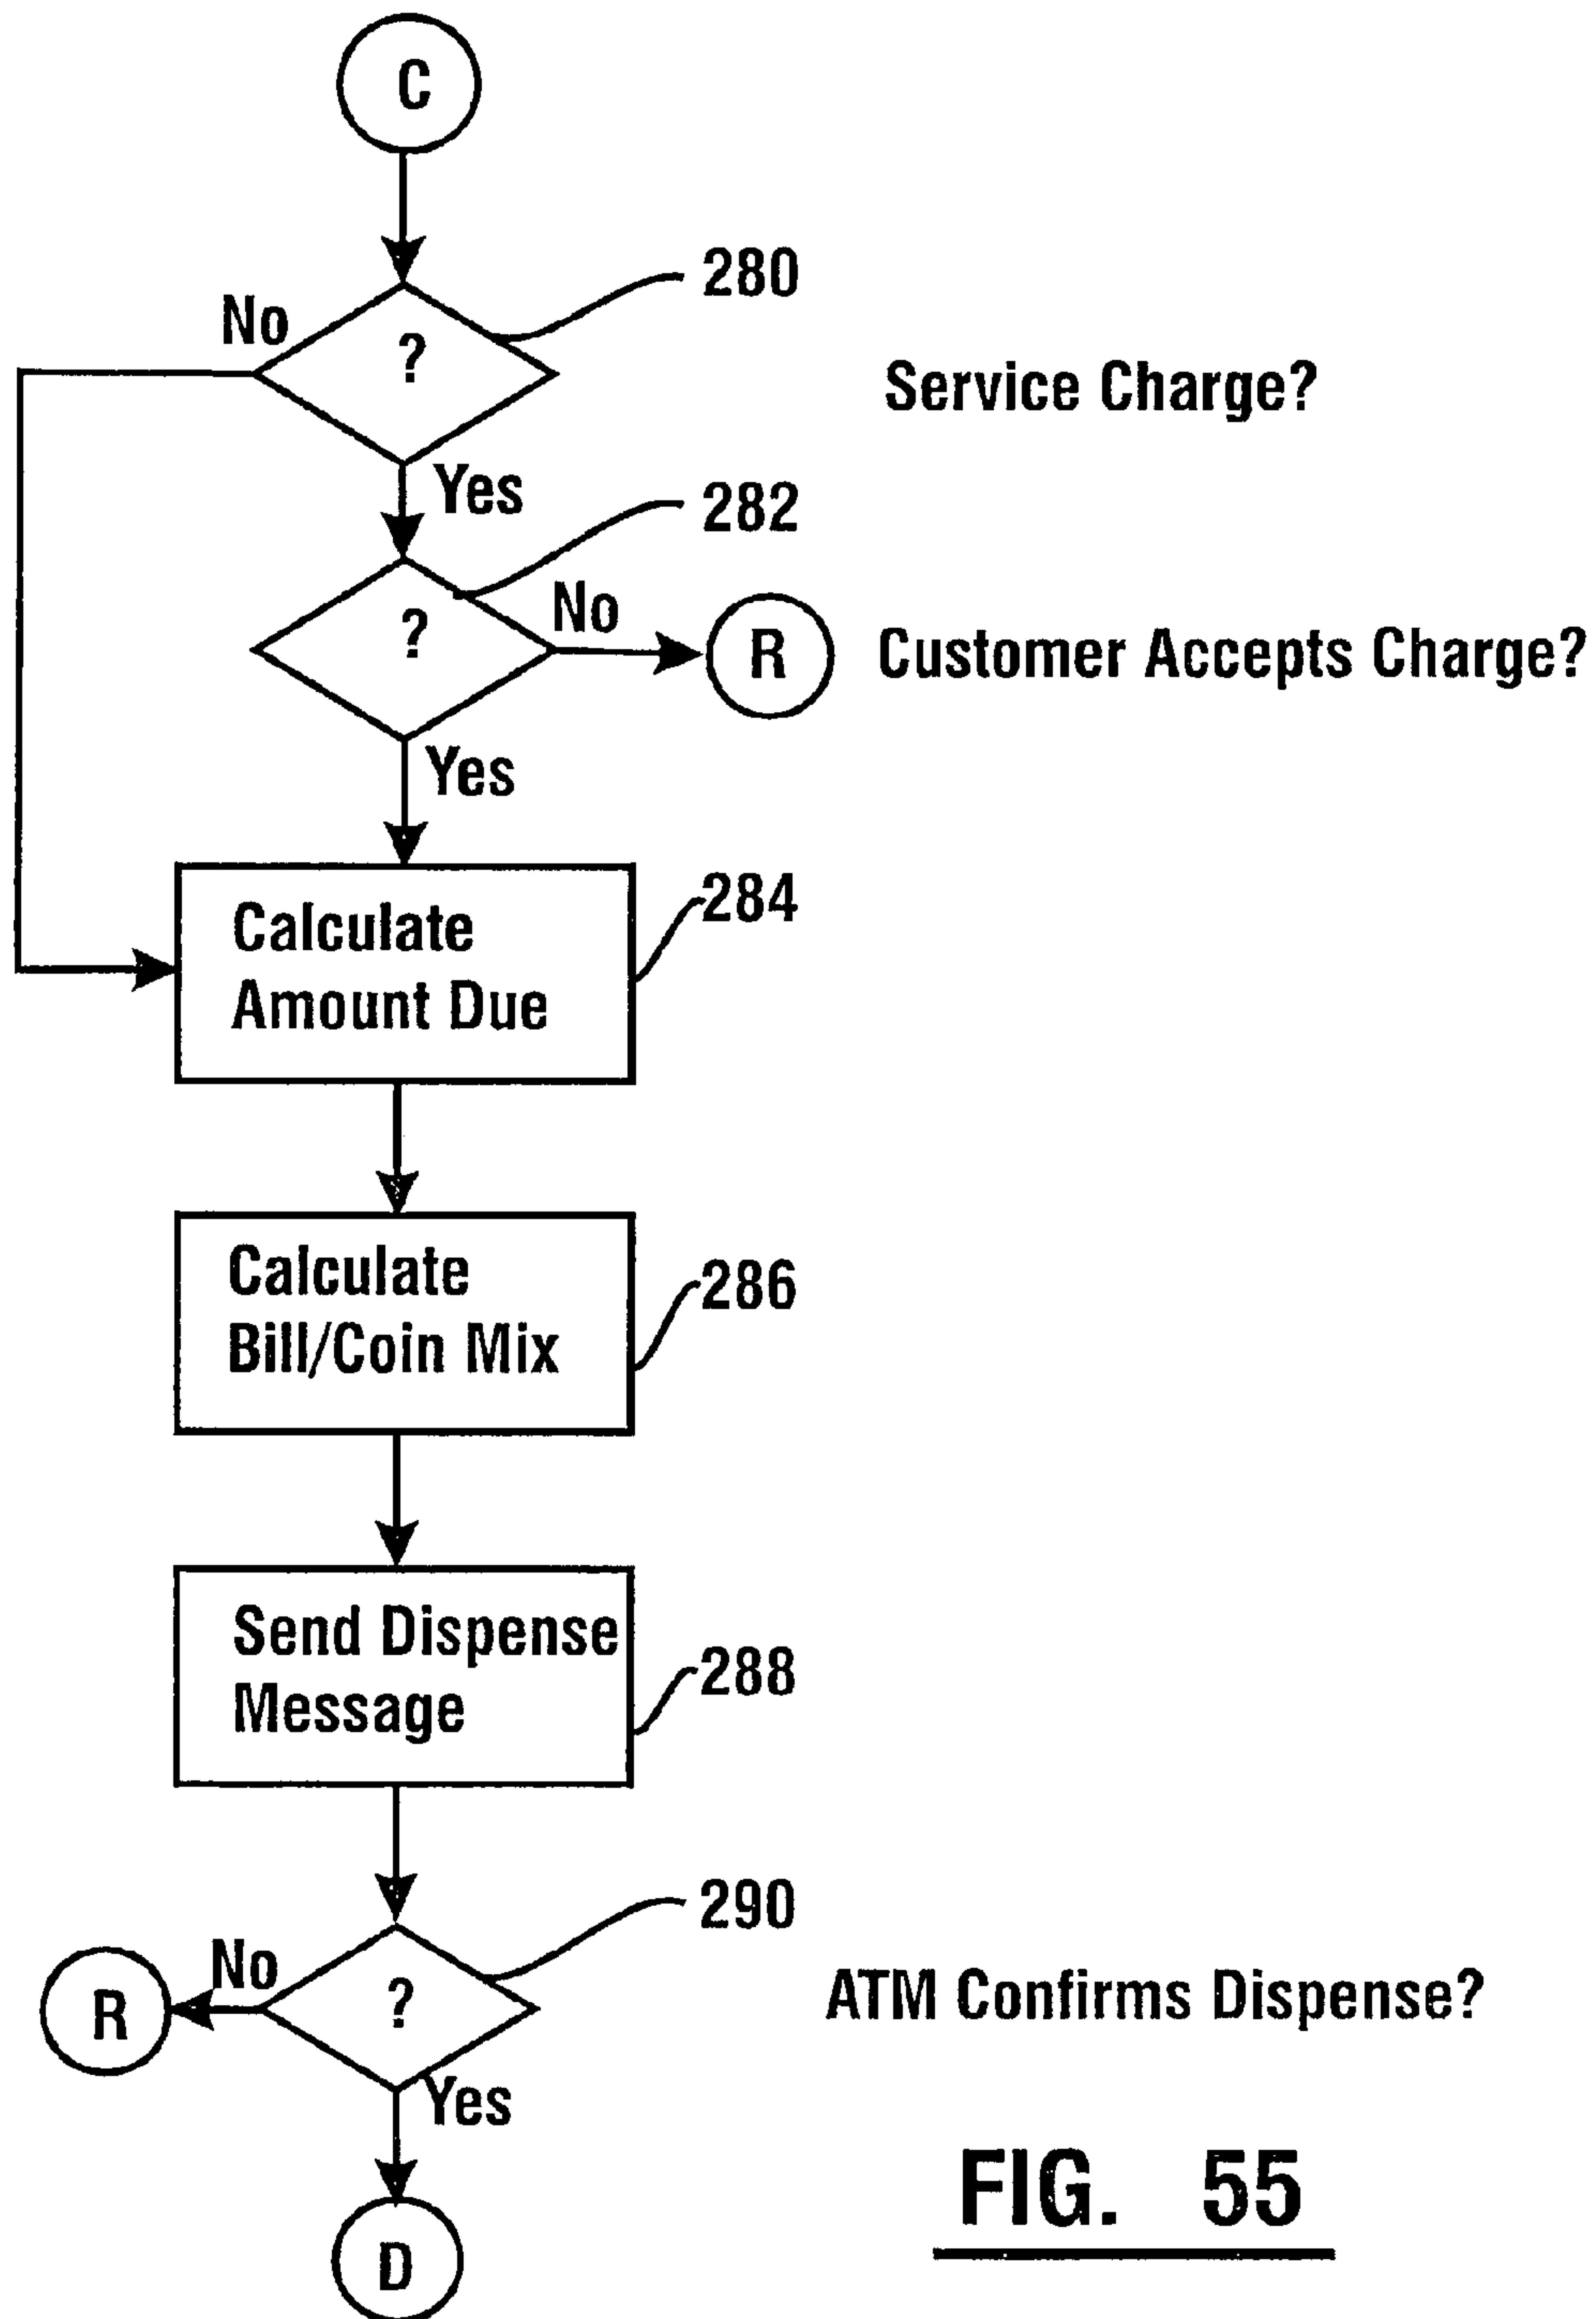 C
280
No
?
Service Charge?
Yes
282
?
No
R
Customer Accepts Charge?
Yes
284
Calculate
Amount Due
Calculate
Bill/Coin Mix
286
Send Dispense
Message
288
290
No
R
?
ATM Confirms Dispense?
Yes
D
FIG. 55